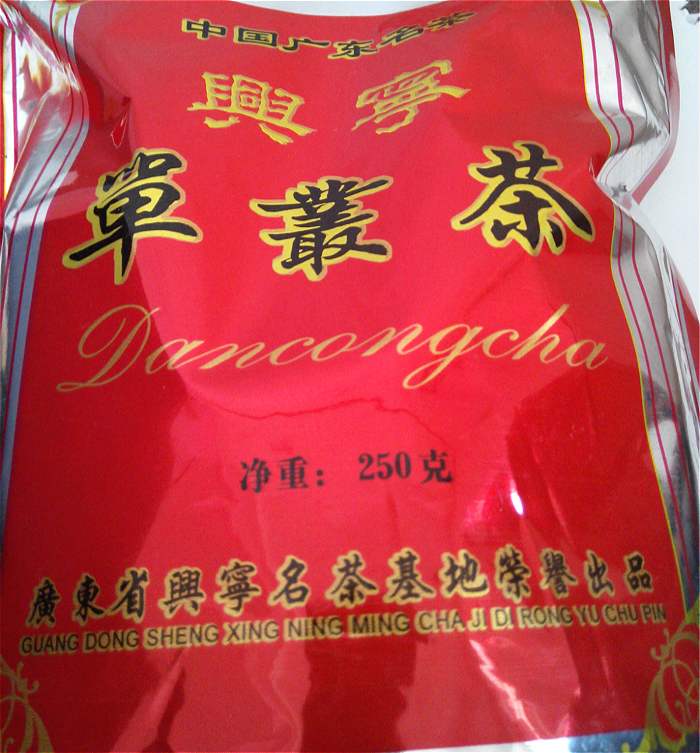 中国广东名茶
興寧
單叢茶
Dancongcha
净重：250克
廣東省興寧名茶基地榮譽出品
GUANG DONG SHENG XING NING MING CHA JI DI RONG YU CHU PIN